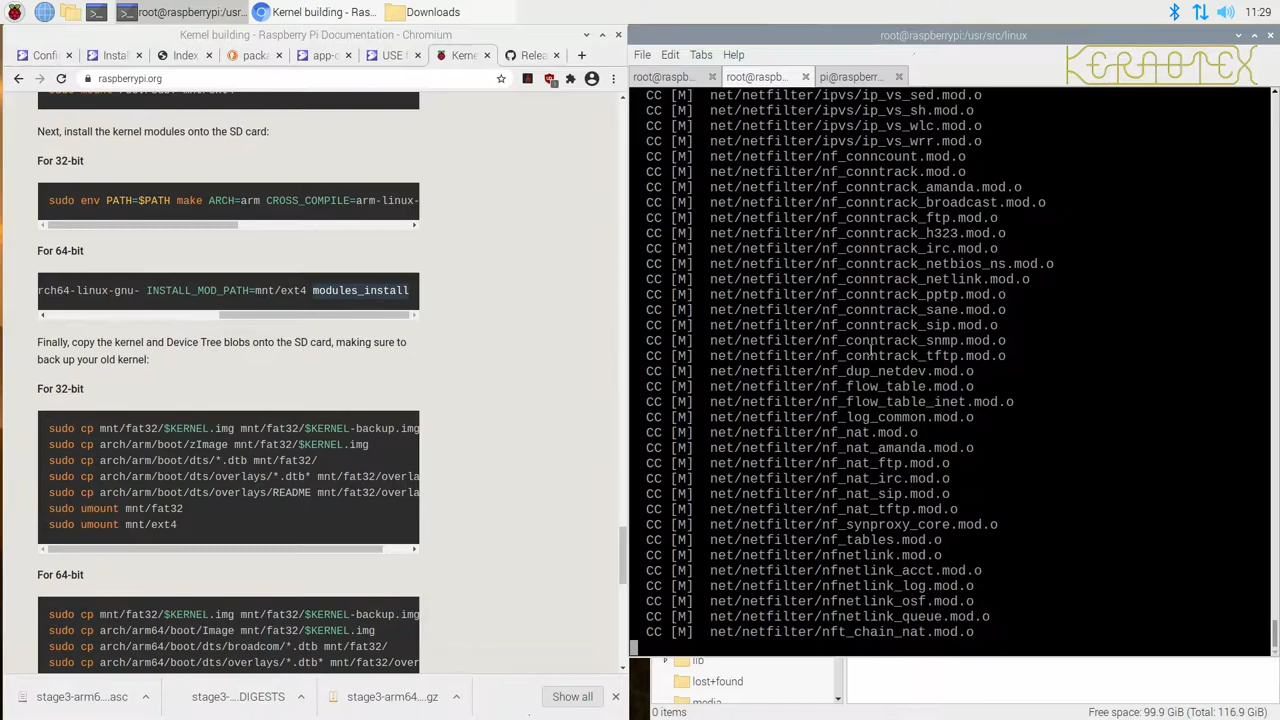 root@raspberrypi:/usr...
Kernel building - Ras...
Downloads
11:29
Kernel building - Raspberry Pi Documentation - Chromium
Confi
Instal
Index
packa
app-c
USE f
Kerne
Relea
raspberrypi.org
Next, install the kernel modules onto the SD card:
For 32-bit
sudo env PATH=$PATH make ARCH=arm CROSS_COMPILE=arm-linux-
For 64-bit
rch64-linux-gnu- INSTALL_MOD_PATH=mnt/ext4 modules_install
Finally, copy the kernel and Device Tree blobs onto the SD card, making sure to
back up your old kernel:
For 32-bit
sudo cp mnt/fat32/$KERNEL.img mnt/fat32/$KERNEL-backup.img
sudo cp arch/arm/boot/zImage mnt/fat32/$KERNEL.img
sudo cp arch/arm/boot/dts/*.dtb mnt/fat32/
sudo cp arch/arm/boot/dts/overlays/*.dtb* mnt/fat32/overla
sudo cp arch/arm/boot/dts/overlays/README mnt/fat32/overla
sudo umount mnt/fat32
sudo umount mnt/ext4
For 64-bit
sudo cp mnt/fat32/$KERNEL.img mnt/fat32/$KERNEL-backup.img
sudo cp arch/arm64/boot/Image mnt/fat32/$KERNEL.img
sudo cp arch/arm64/boot/dts/broadcom/*.dtb mnt/fat32/
sudo cp arch/arm64/boot/dts/overlays/*.dtb* mnt/fat32/over
stage3-arm6....asc
stage3-....DIGESTS
stage3-arm64....gz
Show all
root@raspberrypi:/usr/src/linux
File Edit Tabs Help
KEROTEX
root@raspb...
root@raspb...
pi@raspberr...
CC [M] net/netfilter/ipvs/ip_vs_sed.mod.o
CC [M] net/netfilter/ipvs/ip_vs_sh.mod.o
CC [M] net/netfilter/ipvs/ip_vs_wlc.mod.o
CC [M] net/netfilter/ipvs/ip_vs_wrr.mod.o
CC [M] net/netfilter/nf_conncount.mod.o
CC [M] net/netfilter/nf_conntrack.mod.o
CC [M] net/netfilter/nf_conntrack_amanda.mod.o
CC [M] net/netfilter/nf_conntrack_broadcast.mod.o
CC [M] net/netfilter/nf_conntrack_ftp.mod.o
CC [M] net/netfilter/nf_conntrack_h323.mod.o
CC [M] net/netfilter/nf_conntrack_irc.mod.o
CC [M] net/netfilter/nf_conntrack_netbios_ns.mod.o
CC [M] net/netfilter/nf_conntrack_netlink.mod.o
CC [M] net/netfilter/nf_conntrack_pptp.mod.o
CC [M] net/netfilter/nf_conntrack_sane.mod.o
CC [M] net/netfilter/nf_conntrack_sip.mod.o
CC [M] net/netfilter/nf_conntrack_snmp.mod.o
CC [M] net/netfilter/nf_conntrack_tftp.mod.o
CC [M] net/netfilter/nf_dup_netdev.mod.o
CC [M] net/netfilter/nf_flow_table.mod.o
CC [M] net/netfilter/nf_flow_table_inet.mod.o
CC [M] net/netfilter/nf_log_common.mod.o
CC [M] net/netfilter/nf_nat.mod.o
CC [M] net/netfilter/nf_nat_amanda.mod.o
CC [M] net/netfilter/nf_nat_ftp.mod.o
CC [M] net/netfilter/nf_nat_irc.mod.o
CC [M] net/netfilter/nf_nat_sip.mod.o
CC [M] net/netfilter/nf_nat_tftp.mod.o
CC [M] net/netfilter/nf_synproxy_core.mod.o
CC [M] net/netfilter/nf_tables.mod.o
CC [M] net/netfilter/nfnetlink.mod.o
CC [M] net/netfilter/nfnetlink_acct.mod.o
CC [M] net/netfilter/nfnetlink_log.mod.o
CC [M] net/netfilter/nfnetlink_osf.mod.o
CC [M] net/netfilter/nfnetlink_queue.mod.o
CC [M] net/netfilter/nft_chain_nat.mod.o
lib
lost+found
media
0 items
Free space: 99.9 GiB (Total: 116.9 GiB)